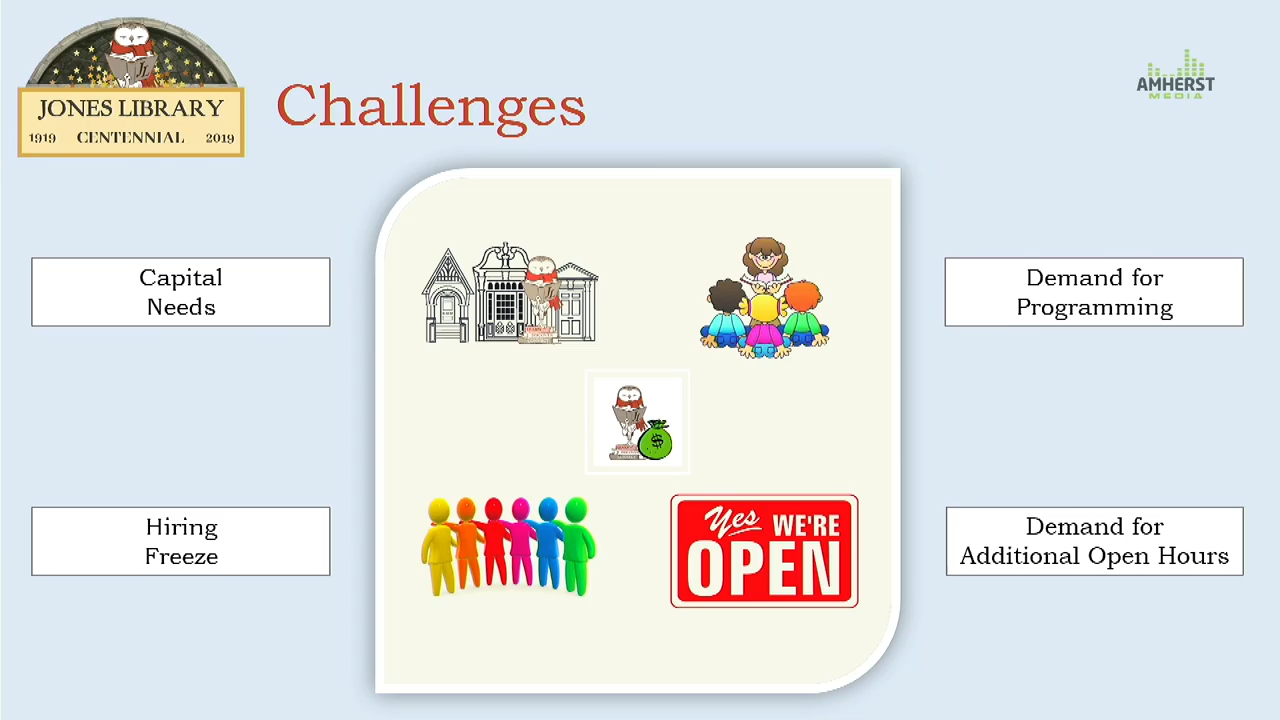 JONES LIBRARY
1919 CENTENNIAL 2019
Challenges
AMHERST
MEDIA
Capital
Needs
Demand for
Programming
$
Hiring
Freeze
Yes WE'RE
OPEN
Demand for
Additional Open Hours